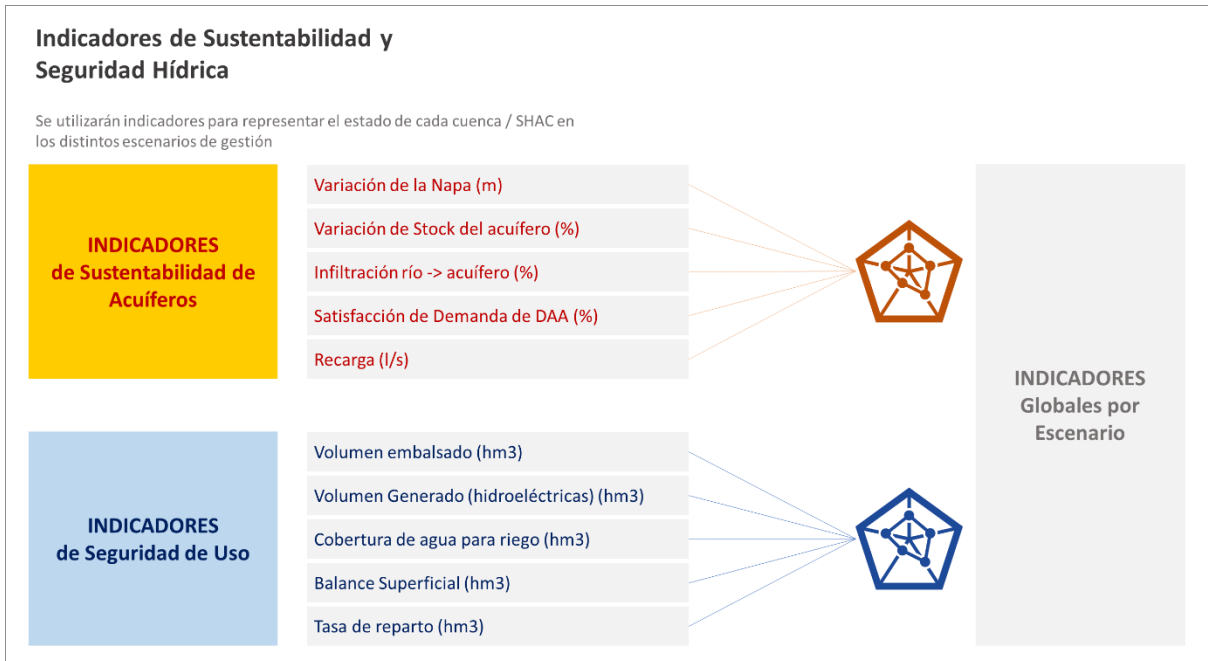 Indicadores de Sustentabilidad y
Seguridad Hídrica
Se utilizarán indicadores para representar el estado de cada cuenca / SHAC en
los distintos escenarios de gestión
INDICADORES
de Sustentabilidad de
Acuíferos
Variación de la Napa (m)
Variación de Stock del acuífero (%)
Infiltración río -> acuífero (%)
Satisfacción de Demanda de DAA (%)
Recarga (l/s)
INDICADORES
de Seguridad de Uso
Volumen embalsado (hm3)
Volumen Generado (hidroeléctricas) (hm3)
Cobertura de agua para riego (hm3)
Balance Superficial (hm3)
Tasa de reparto (hm3)
INDICADORES
Globales por
Escenario